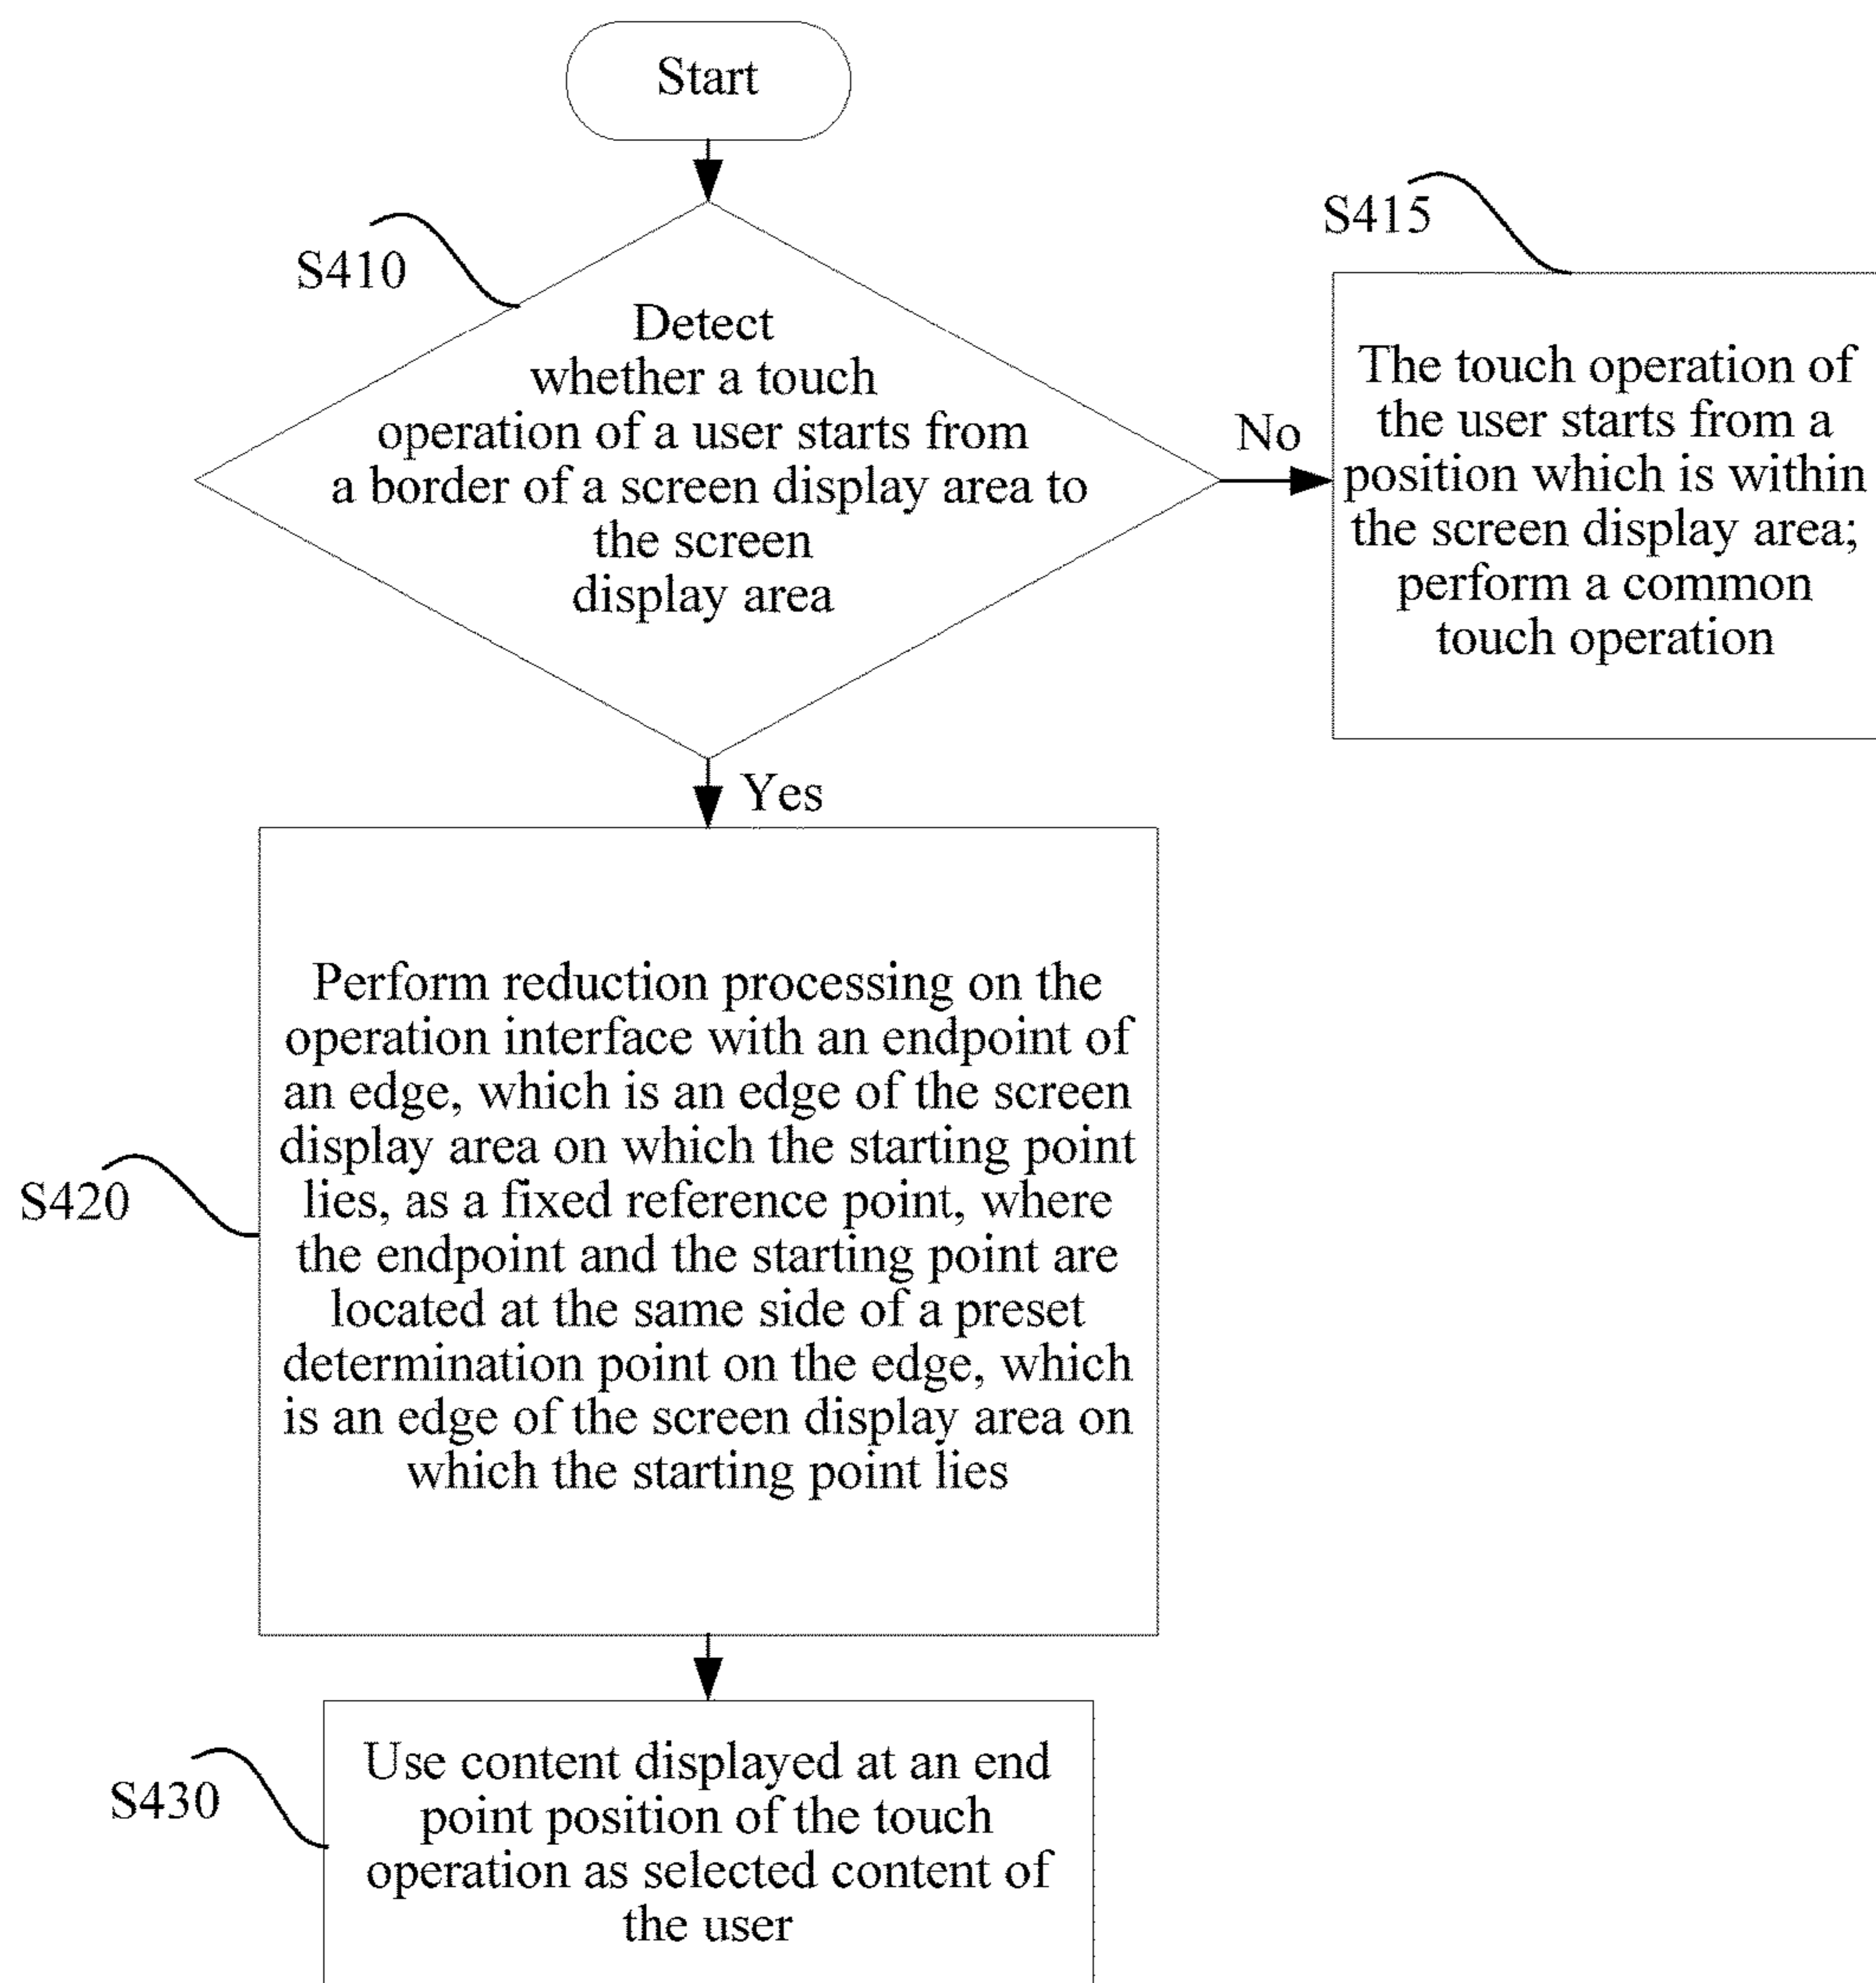 Start
S410
Detect
whether a touch
operation of a user starts from
a border of a screen display area to
the screen
display area
No
S415
The touch operation of
the user starts from a
position which is within
the screen display area;
perform a common
touch operation
Yes
S420
Perform reduction processing on the
operation interface with an endpoint of
an edge, which is an edge of the screen
display area on which the starting point
lies, as a fixed reference point, where
the endpoint and the starting point are
located at the same side of a preset
determination point on the edge, which
is an edge of the screen display area on
which the starting point lies
S430
Use content displayed at an end
point position of the touch
operation as selected content of
the user